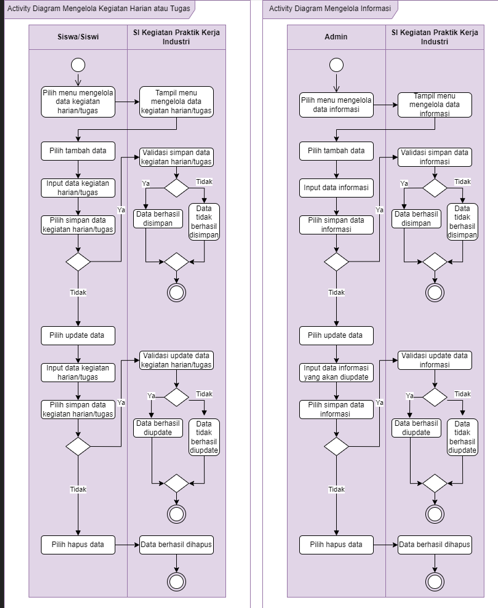 Activity Diagram Mengelola Kegiatan Harian atau Tugas
Siswa/Siswi
SI Kegiatan Praktik Kerja
Industri
Pilih menu mengelola
data kegiatan
harian/tugas
Tampil menu
mengelola data
kegiatan harian/tugas
Pilih tambah data
Validasi simpan data
kegiatan harian/tugas
Input data kegiatan
harian/tugas
Ya
Tidak
Pilih simpan data
kegiatan harian/tugas
Ya
Data berhasil
disimpan
Data
tidak
berhasil
disimpan
Tidak
Pilih update data
Validasi update data
kegiatan harian/tugas
Input data kegiatan
harian/tugas
Ya
Tidak
Pilih simpan data
kegiatan harian/tugas
Ya
Data berhasil
diupdate
Data
tidak
berhasil
diupdate
Tidak
Pilih hapus data
Data berhasil dihapus
Activity Diagram Mengelola Informasi
Admin
SI Kegiatan Praktik Kerja
Industri
Pilih menu mengelola
data informasi
Tampil menu
mengelola data
informasi
Pilih tambah data
Validasi simpan data
informasi
Input data informasi
Ya
Tidak
Pilih simpan data
informasi
Ya
Data berhasil
disimpan
Data
tidak
berhasil
disimpan
Tidak
Pilih update data
Validasi update data
informasi
Input data informasi
yang akan diupdate
Ya
Tidak
Pilih simpan data
informasi
Ya
Data berhasil
diupdate
Data
tidak
berhasil
diupdate
Tidak
Pilih hapus data
Data berhasil dihapus